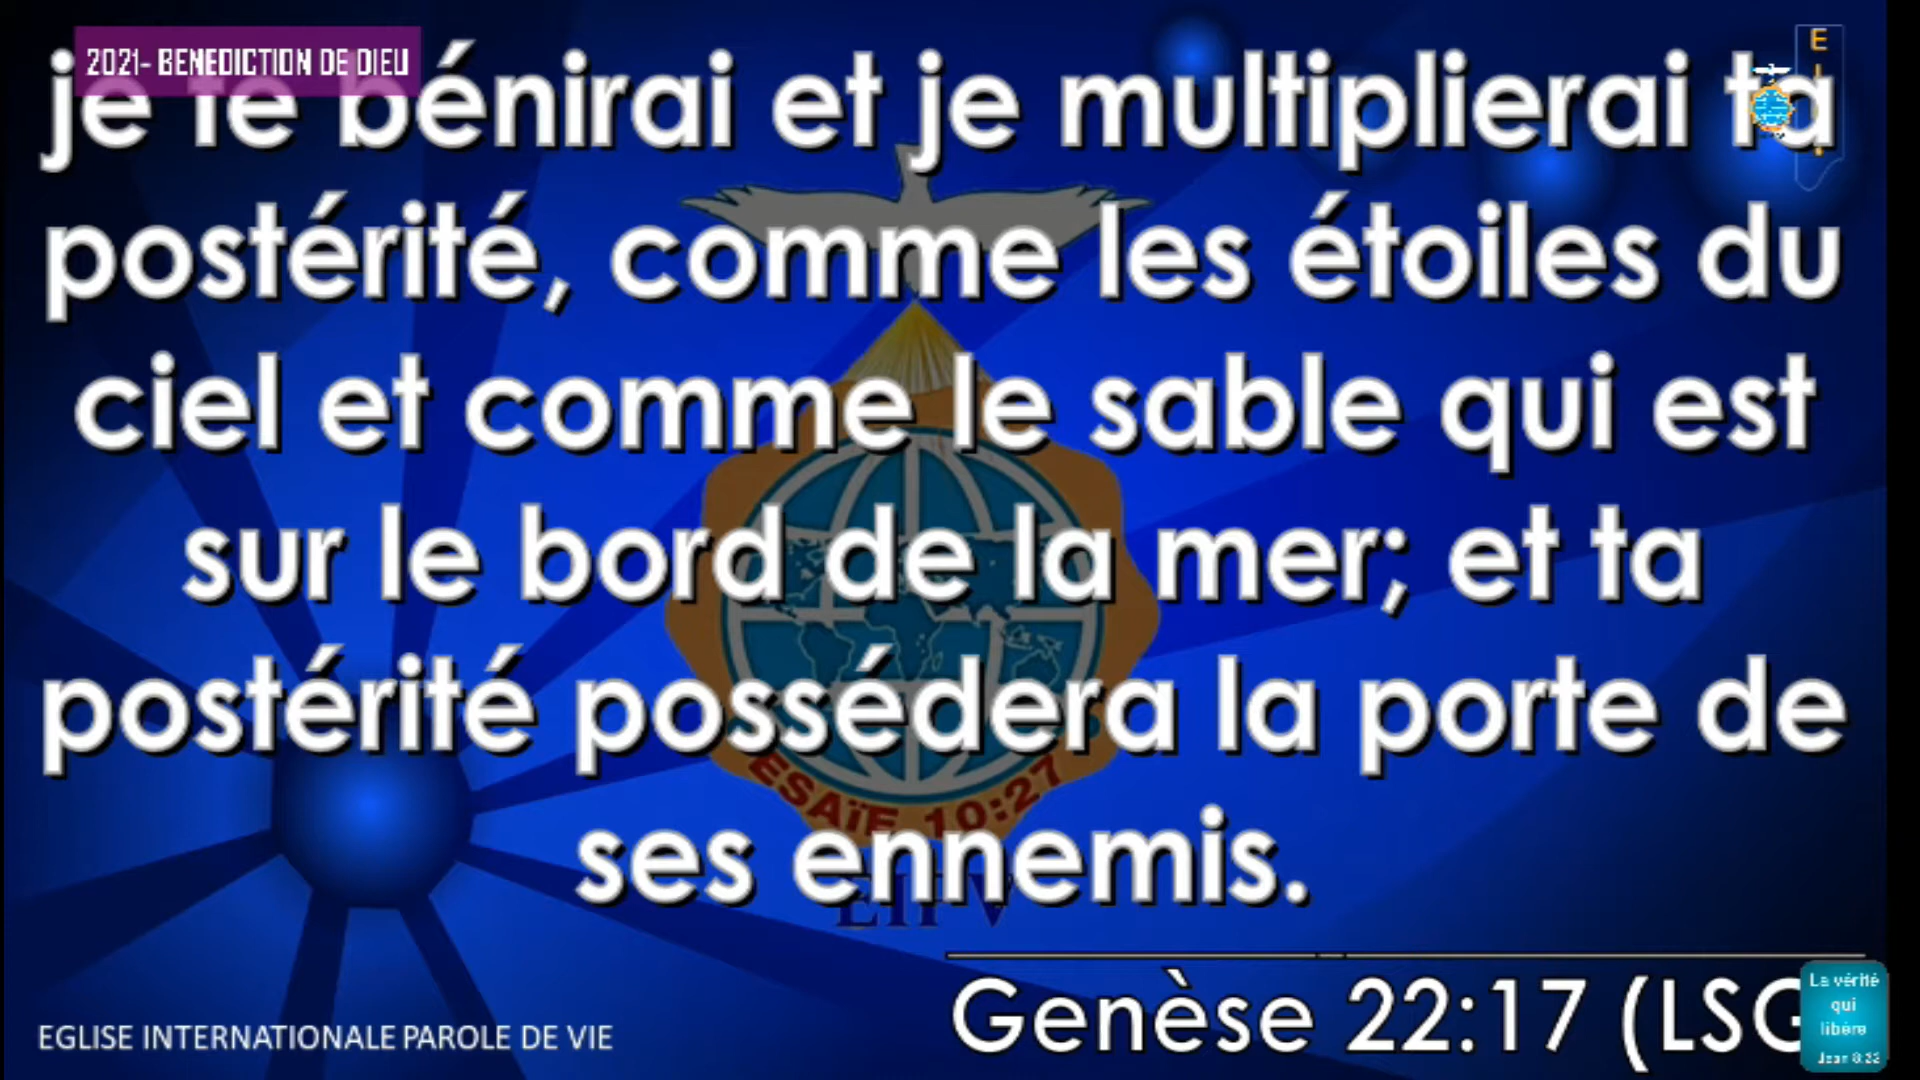 2021- BENEDICTION DE DIEU
E
je te bénirai et je multiplierai ta
postérité, comme les étoiles du
ciel et comme le sable qui est
sur le bord de la mer; et ta
postérité possédera la porte de
ses ennemis.
ESAÏE 10:27
Genèse 22:17 (LSG
EGLISE INTERNATIONALE PAROLE DE VIE
La vérité
qui
libère